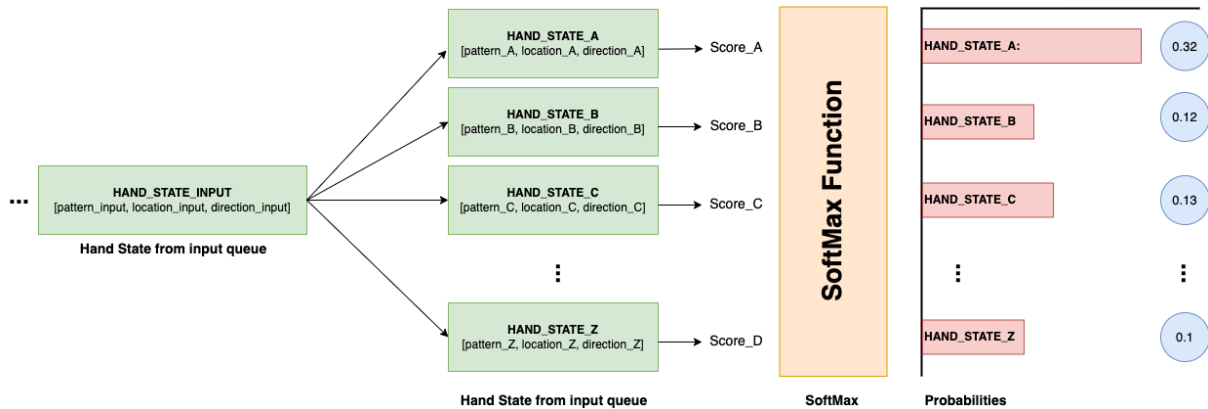 HAND_STATE_A
[pattern_A, location_A, direction_A]
Score_A
HAND_STATE_A:
0.32
HAND_STATE_B
[pattern_B, location_B, direction_B]
Score_B
HAND_STATE_B
0.12
...
HAND_STATE_INPUT
[pattern_input, location_input, direction_input]
Hand State from input queue
HAND_STATE_C
[pattern_C, location_C, direction_C]
Score_C
SoftMax Function
HAND_STATE_C
0.13
...
...
...
HAND_STATE_Z
[pattern_Z, location_Z, direction_Z]
Score_D
HAND_STATE_Z
0.1
Hand State from input queue
SoftMax
Probabilities